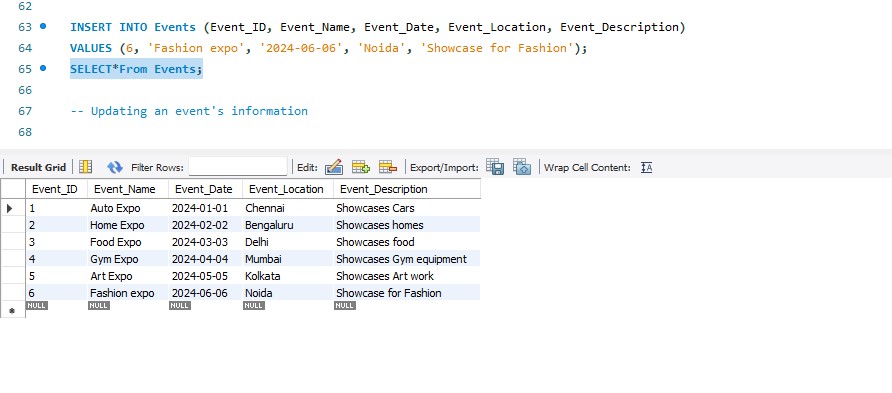 62
63 INSERT INTO Events (Event_ID, Event_Name, Event_Date, Event_Location, Event_Description)
64 VALUES (6, 'Fashion expo', '2024-06-06', 'Noida', 'Showcase for Fashion');
65 SELECT*From Events;
66
67 -- Updating an event's information
68
Result Grid Filter Rows: Edit: Export/Import: Wrap Cell Content: IA
Event_ID Event_Name Event_Date Event_Location Event_Description
1 Auto Expo 2024-01-01 Chennai Showcases Cars
2 Home Expo 2024-02-02 Bengaluru Showcases homes
3 Food Expo 2024-03-03 Delhi Showcases food
4 Gym Expo 2024-04-04 Mumbai Showcases Gym equipment
5 Art Expo 2024-05-05 Kolkata Showcases Art work
6 Fashion expo 2024-06-06 Noida Showcase for Fashion
NULL NULL NULL NULL NULL